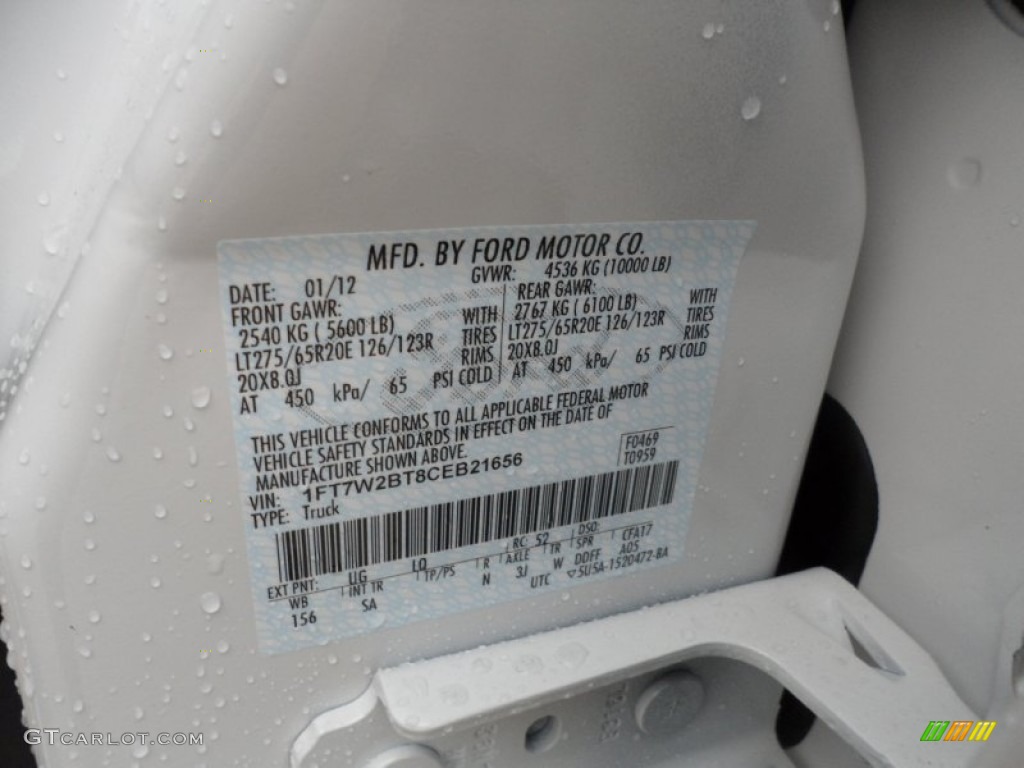 MFD. BY FORD MOTOR CO.
DATE: 01/12 GVWR: 4536 KG (10000 LB)
FRONT GAWR: REAR GAWR:
2540 KG ( 5600 LB) WITH 2767 KG ( 6100 LB) WITH
LT275/65R20E 126/123R TIRES LT275/65R20E 126/123R TIRES
20X8.0J RIMS 20X8.0J RIMS
AT 450 kPa/ 65 PSI COLD AT 450 kPa/ 65 PSI COLD
THIS VEHICLE CONFORMS TO ALL APPLICABLE FEDERAL MOTOR
VEHICLE SAFETY STANDARDS IN EFFECT ON THE DATE OF
MANUFACTURE SHOWN ABOVE.
F0469
T0959
VIN: 1FT7W2BT8CEB21656
TYPE: Truck
EXT PNT: UG LQ RC: 52 DSO:
WB INT TR TP/PS R AXLE TR SPR CFA17
156 SA N 3J W DDFF A05
UTC ▽5U5A-1520472-BA
GTCARLOT.COM